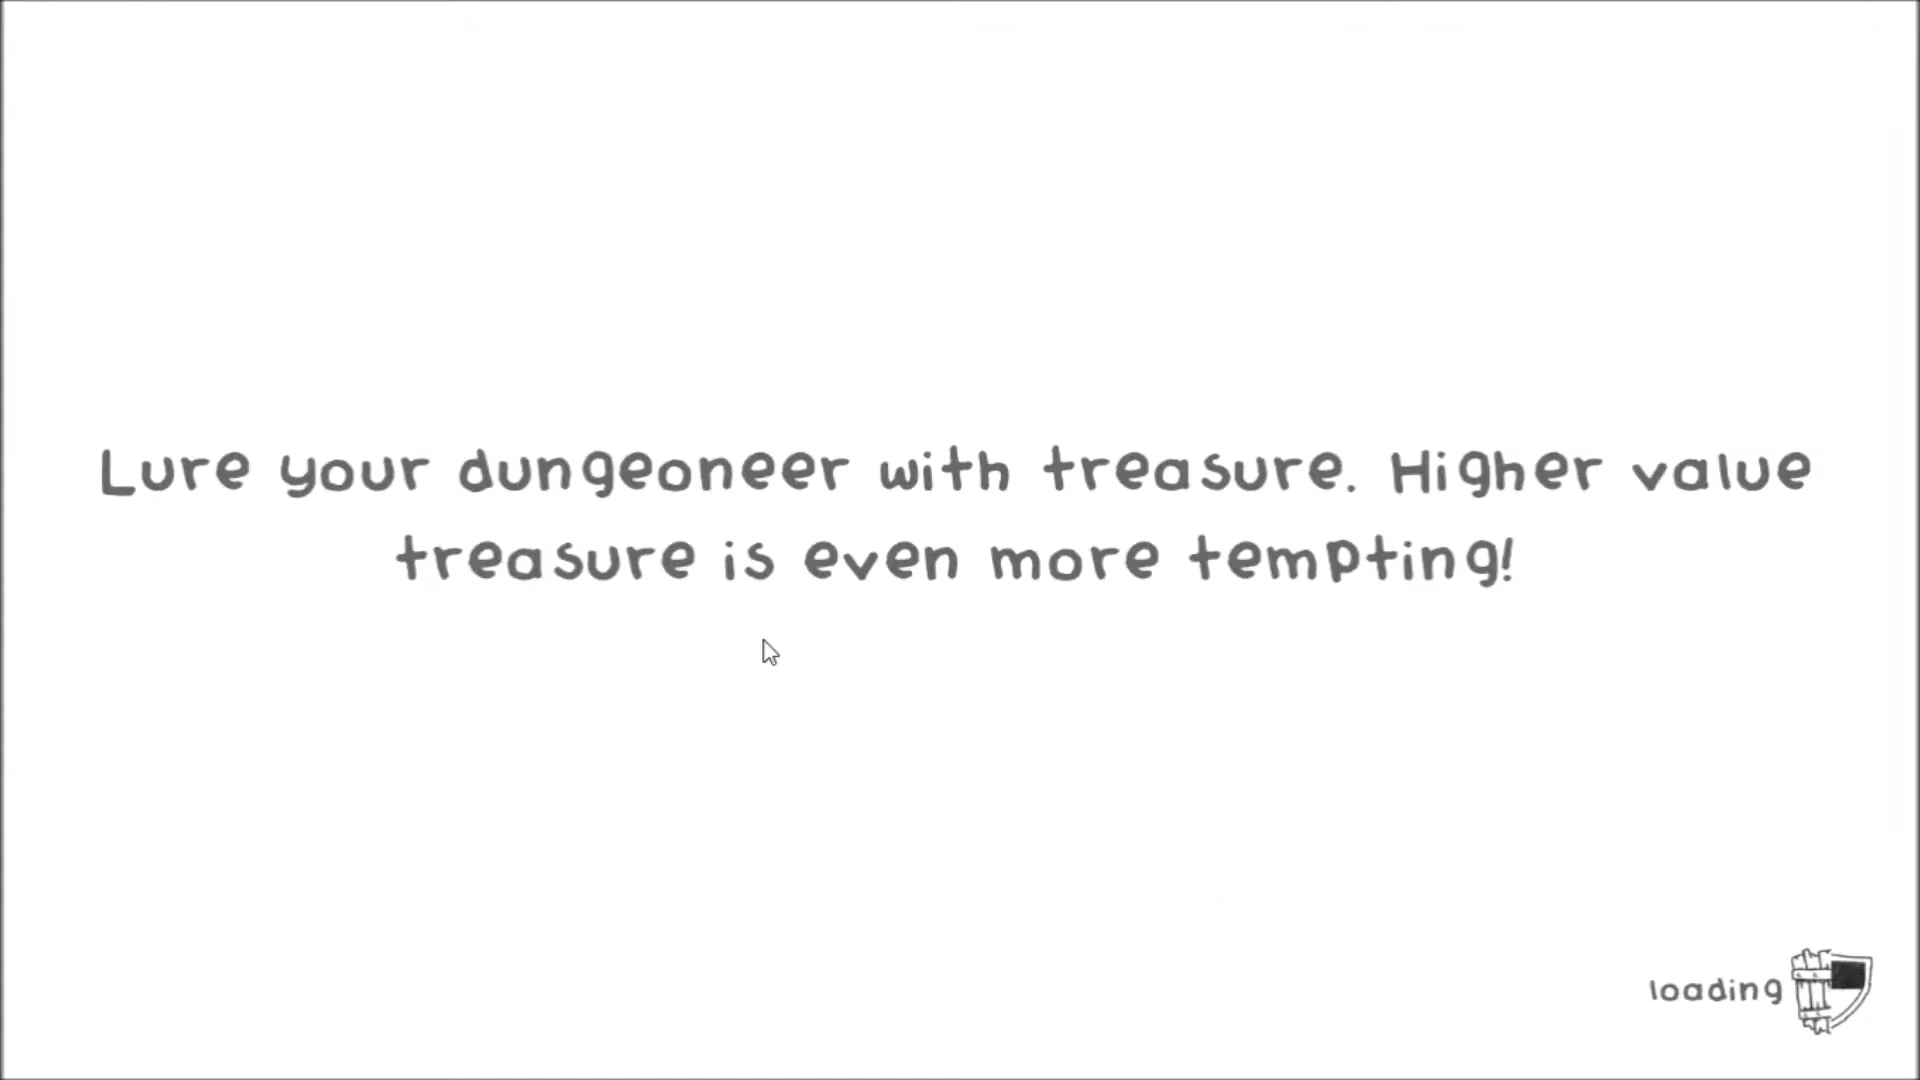 Lure your dungeoneer with treasure. Higher value
treasure is even more tempting!
loading